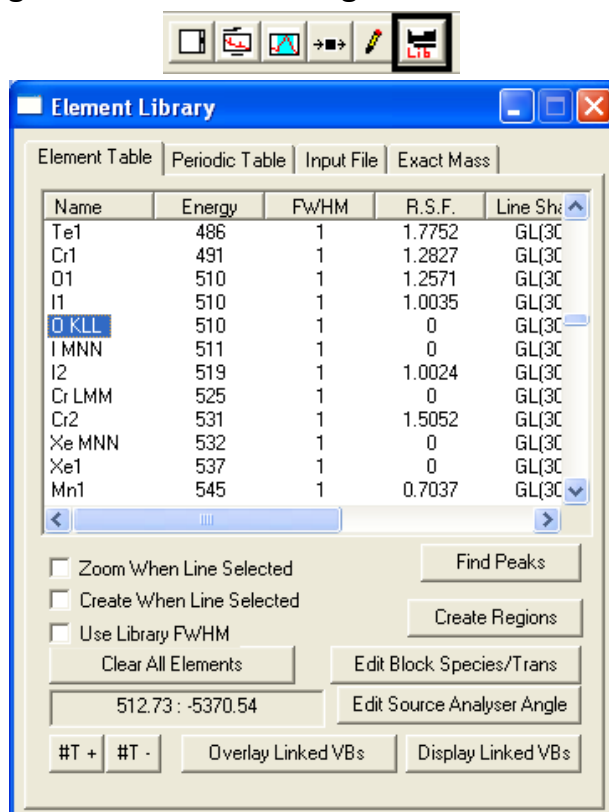 Lib
Element Library
Element Table Periodic Table Input File Exact Mass
Name Energy FWHM R.S.F. Line Sha
Te1 486 1 1.7752 GL(30
Cr1 491 1 1.2827 GL(30
O1 510 1 1.2571 GL(30
I1 510 1 1.0035 GL(30
O KLL 510 1 0 GL(30
I MNN 511 1 0 GL(30
I2 519 1 1.0024 GL(30
Cr LMM 525 1 0 GL(30
Cr2 531 1 1.5052 GL(30
Xe MNN 532 1 0 GL(30
Xe1 537 1 0 GL(30
Mn1 545 1 0.7037 GL(30
Zoom When Line Selected
Find Peaks
Create When Line Selected
Create Regions
Use Library FWHM
Clear All Elements Edit Block Species/Trans
512.73 : -5370.54 Edit Source Analyser Angle
#T + #T - Overlay Linked VBs Display Linked VBs